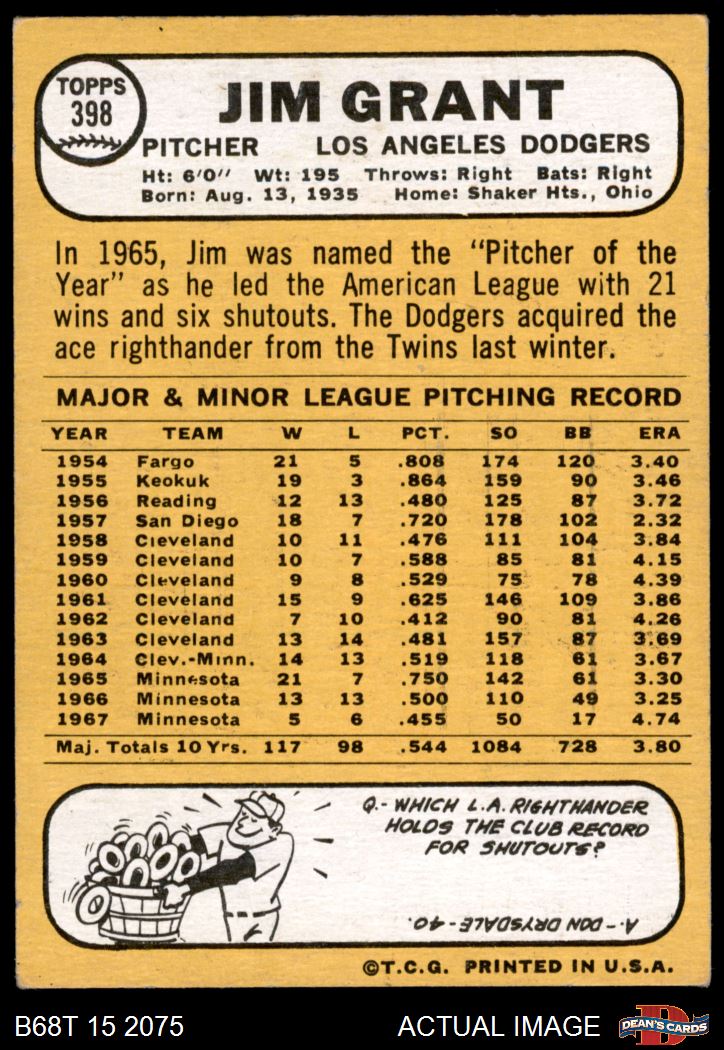 TOPPS
398
JIM GRANT
PITCHER LOS ANGELES DODGERS
Ht: 6'0" Wt: 195 Throws: Right Bats: Right
Born: Aug. 13, 1935 Home: Shaker Hts., Ohio
In 1965, Jim was named the "Pitcher of the
Year" as he led the American League with 21
wins and six shutouts. The Dodgers acquired the
ace righthander from the Twins last winter.
MAJOR & MINOR LEAGUE PITCHING RECORD
YEAR TEAM W L PCT. SO BB ERA
1954 Fargo 21 5 .808 174 120 3.40
1955 Keokuk 19 3 .864 159 90 3.46
1956 Reading 12 13 .480 125 87 3.72
1957 San Diego 18 7 .720 178 102 2.32
1958 Cleveland 10 11 .476 111 104 3.84
1959 Cleveland 10 7 .588 85 81 4.15
1960 Cleveland 9 8 .529 75 78 4.39
1961 Cleveland 15 9 .625 146 109 3.86
1962 Cleveland 7 10 .412 90 81 4.26
1963 Cleveland 13 14 .481 157 87 3.69
1964 Clev.-Minn. 14 13 .519 118 61 3.67
1965 Minnesota 21 7 .750 142 61 3.30
1966 Minnesota 13 13 .500 110 49 3.25
1967 Minnesota 5 6 .455 50 17 4.74
Maj. Totals 10 Yrs. 117 98 .544 1084 728 3.80
Q.- WHICH L.A. RIGHTHANDER
HOLDS THE CLUB RECORD
FOR SHUTOUTS?
A.- DON DRYSDALE - 40.
©T.C.G. PRINTED IN U.S.A.
B68T 15 2075 ACTUAL IMAGE
D
DEAN'S CARDS